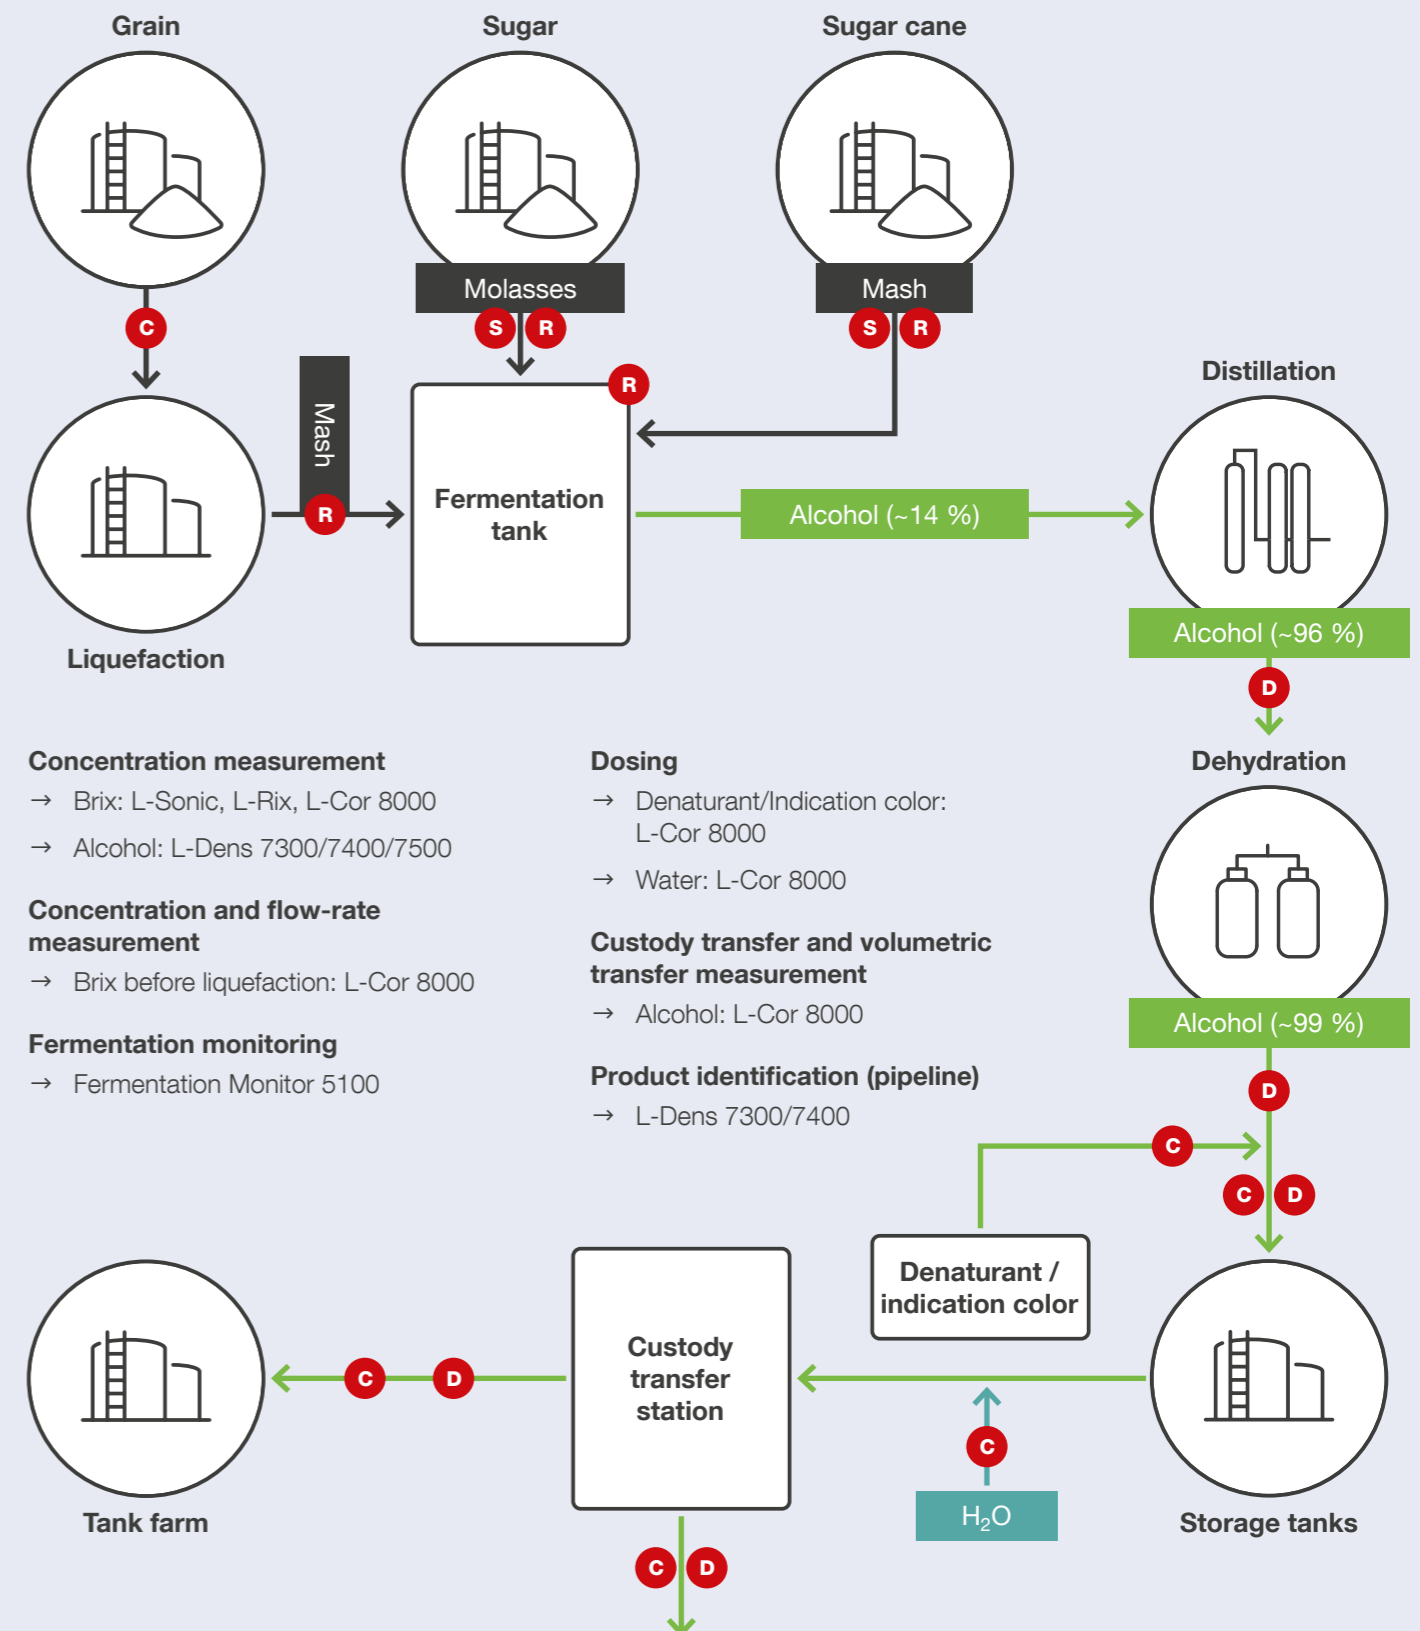 Grain
Sugar
Sugar cane
Molasses
Mash
C
S
R
S
R
R
Distillation
Mash
Fermentation
tank
R
Alcohol (~14 %)
Liquefaction
Alcohol (~96 %)
D
Concentration measurement
→ Brix: L-Sonic, L-Rix, L-Cor 8000
→ Alcohol: L-Dens 7300/7400/7500
Concentration and flow-rate
measurement
→ Brix before liquefaction: L-Cor 8000
Fermentation monitoring
→ Fermentation Monitor 5100
Dosing
→ Denaturant/Indication color:
L-Cor 8000
→ Water: L-Cor 8000
Custody transfer and volumetric
transfer measurement
→ Alcohol: L-Cor 8000
Product identification (pipeline)
→ L-Dens 7300/7400
Dehydration
Alcohol (~99 %)
D
C
C
D
Denaturant /
indication color
Custody
transfer
station
C
D
C
H₂O
Tank farm
Storage tanks
C
D